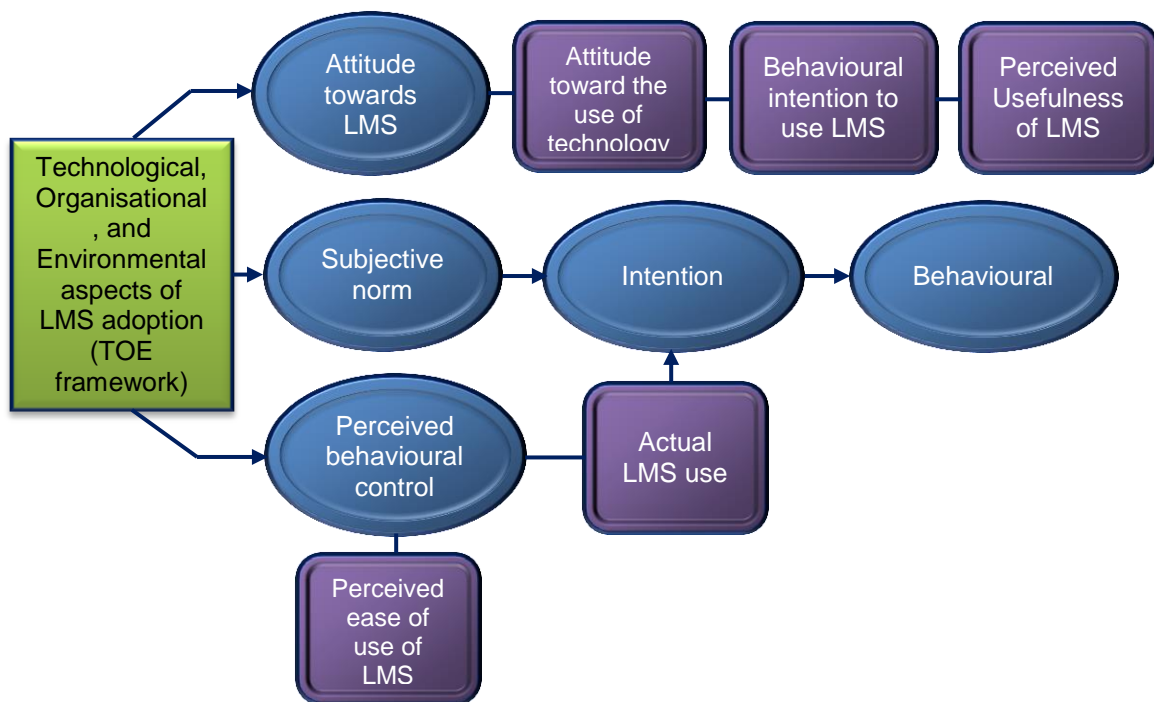 Attitude
towards
LMS
Attitude
toward the
use of
technology
Behavioural
intention to
use LMS
Perceived
Usefulness
of LMS
Technological,
Organisational
, and
Environmental
aspects of
LMS adoption
(TOE
framework)
Subjective
norm
Intention
Behavioural
Perceived
behavioural
control
Actual
LMS use
Perceived
ease of
use of
LMS